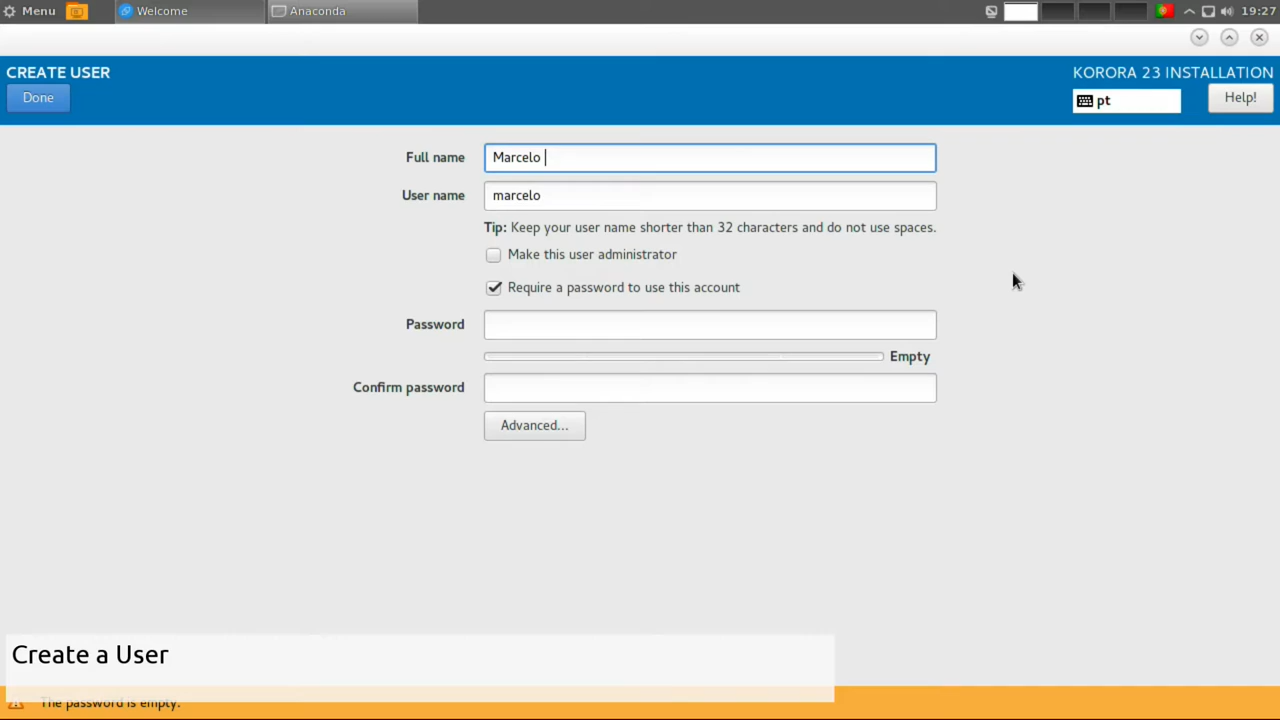 Menu Welcome Anaconda 19:27
CREATE USER KORORA 23 INSTALLATION
Done pt Help!
Full name Marcelo
User name marcelo
Tip: Keep your user name shorter than 32 characters and do not use spaces.
Make this user administrator
Require a password to use this account
Password
Empty
Confirm password
Advanced...
Create a User
The password is empty.